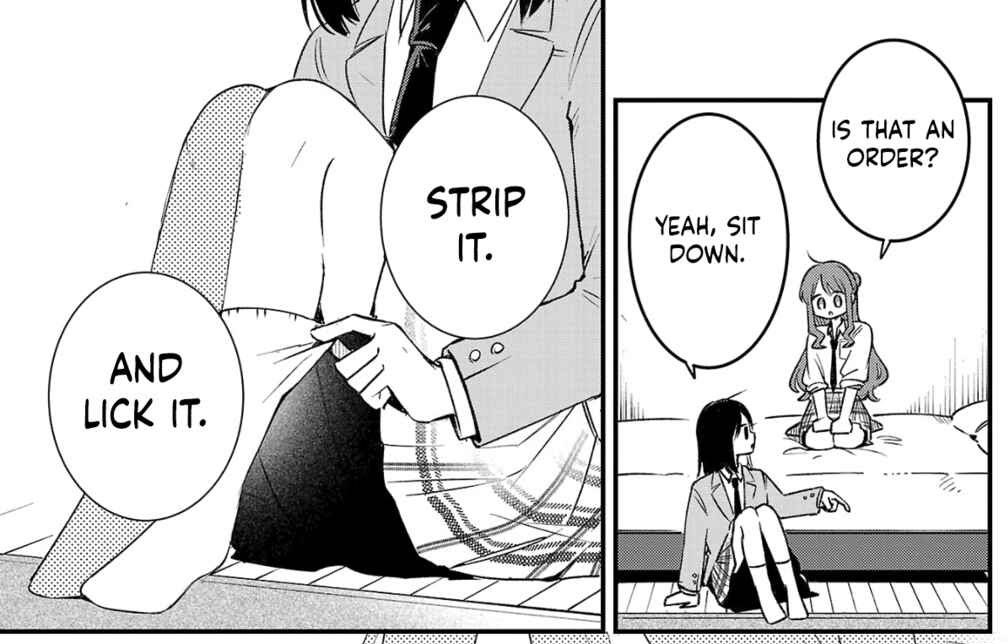 IS THAT AN
ORDER?
YEAH, SIT
DOWN.
STRIP
IT.
AND
LICK IT.